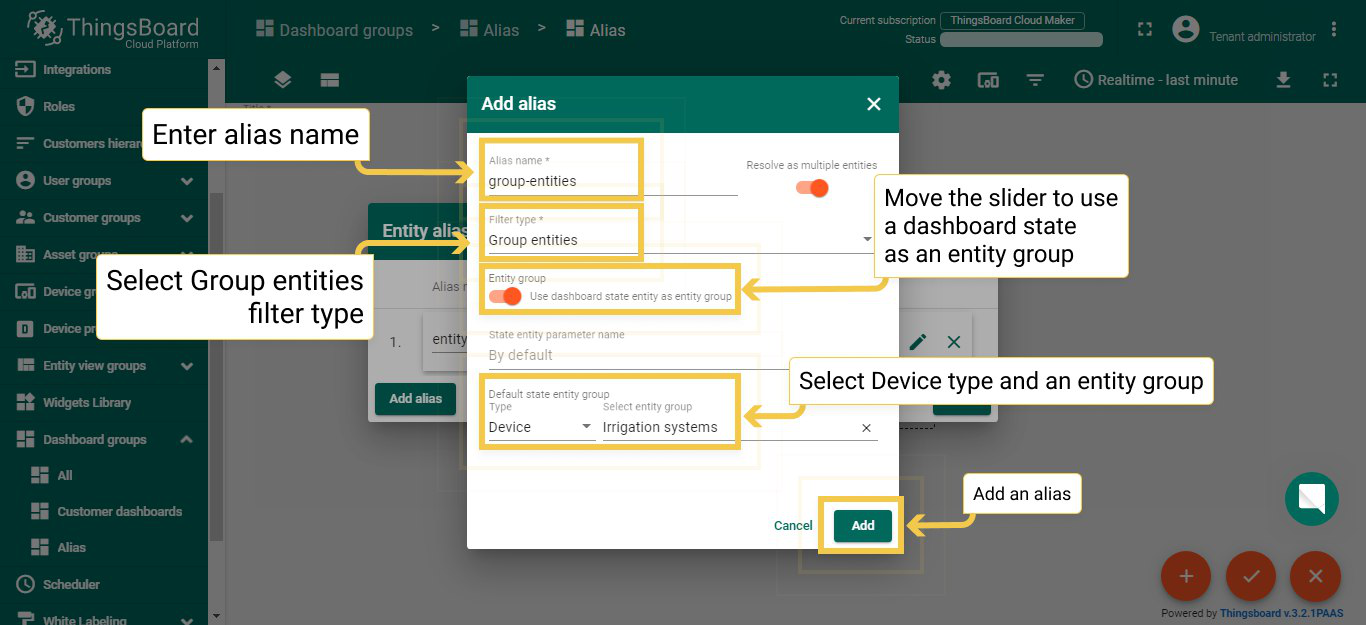 ThingsBoard
Cloud Platform
Dashboard groups > Alias > Alias
Current subscription ThingsBoard Cloud Maker
Status
Tenant administrator
Integrations
Roles
Customers hierar
User groups
Customer groups
Asset group
Device gr
Device pr
Entity view groups
Widgets Library
Dashboard groups
All
Customer dashboards
Alias
Scheduler
White Labeling
Realtime - last minute
Title *
Entity alias
Alias n
1. entity
Add alias
Add alias
Alias name *
group-entities
Resolve as multiple entities
Filter type *
Group entities
Entity group
Use dashboard state entity as entity group
State entity parameter name
By default
Default state entity group
Type
Select entity group
Device
Irrigation systems
Cancel
Add
Enter alias name
Select Group entities
filter type
Move the slider to use
a dashboard state
as an entity group
Select Device type and an entity group
Add an alias
Powered by Thingsboard v.3.2.1PAAS